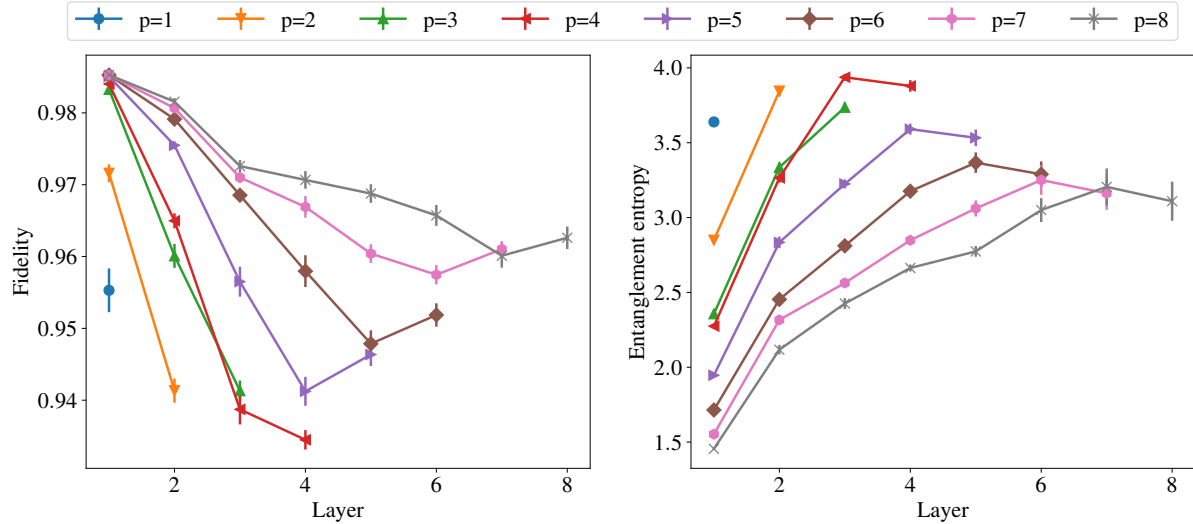 p=1 p=2 p=3 p=4 p=5 p=6 p=7 p=8
Fidelity
0.98
0.97
0.96
0.95
0.94
2 4 6 8
Layer
Entanglement entropy
4.0
3.5
3.0
2.5
2.0
1.5
2 4 6 8
Layer